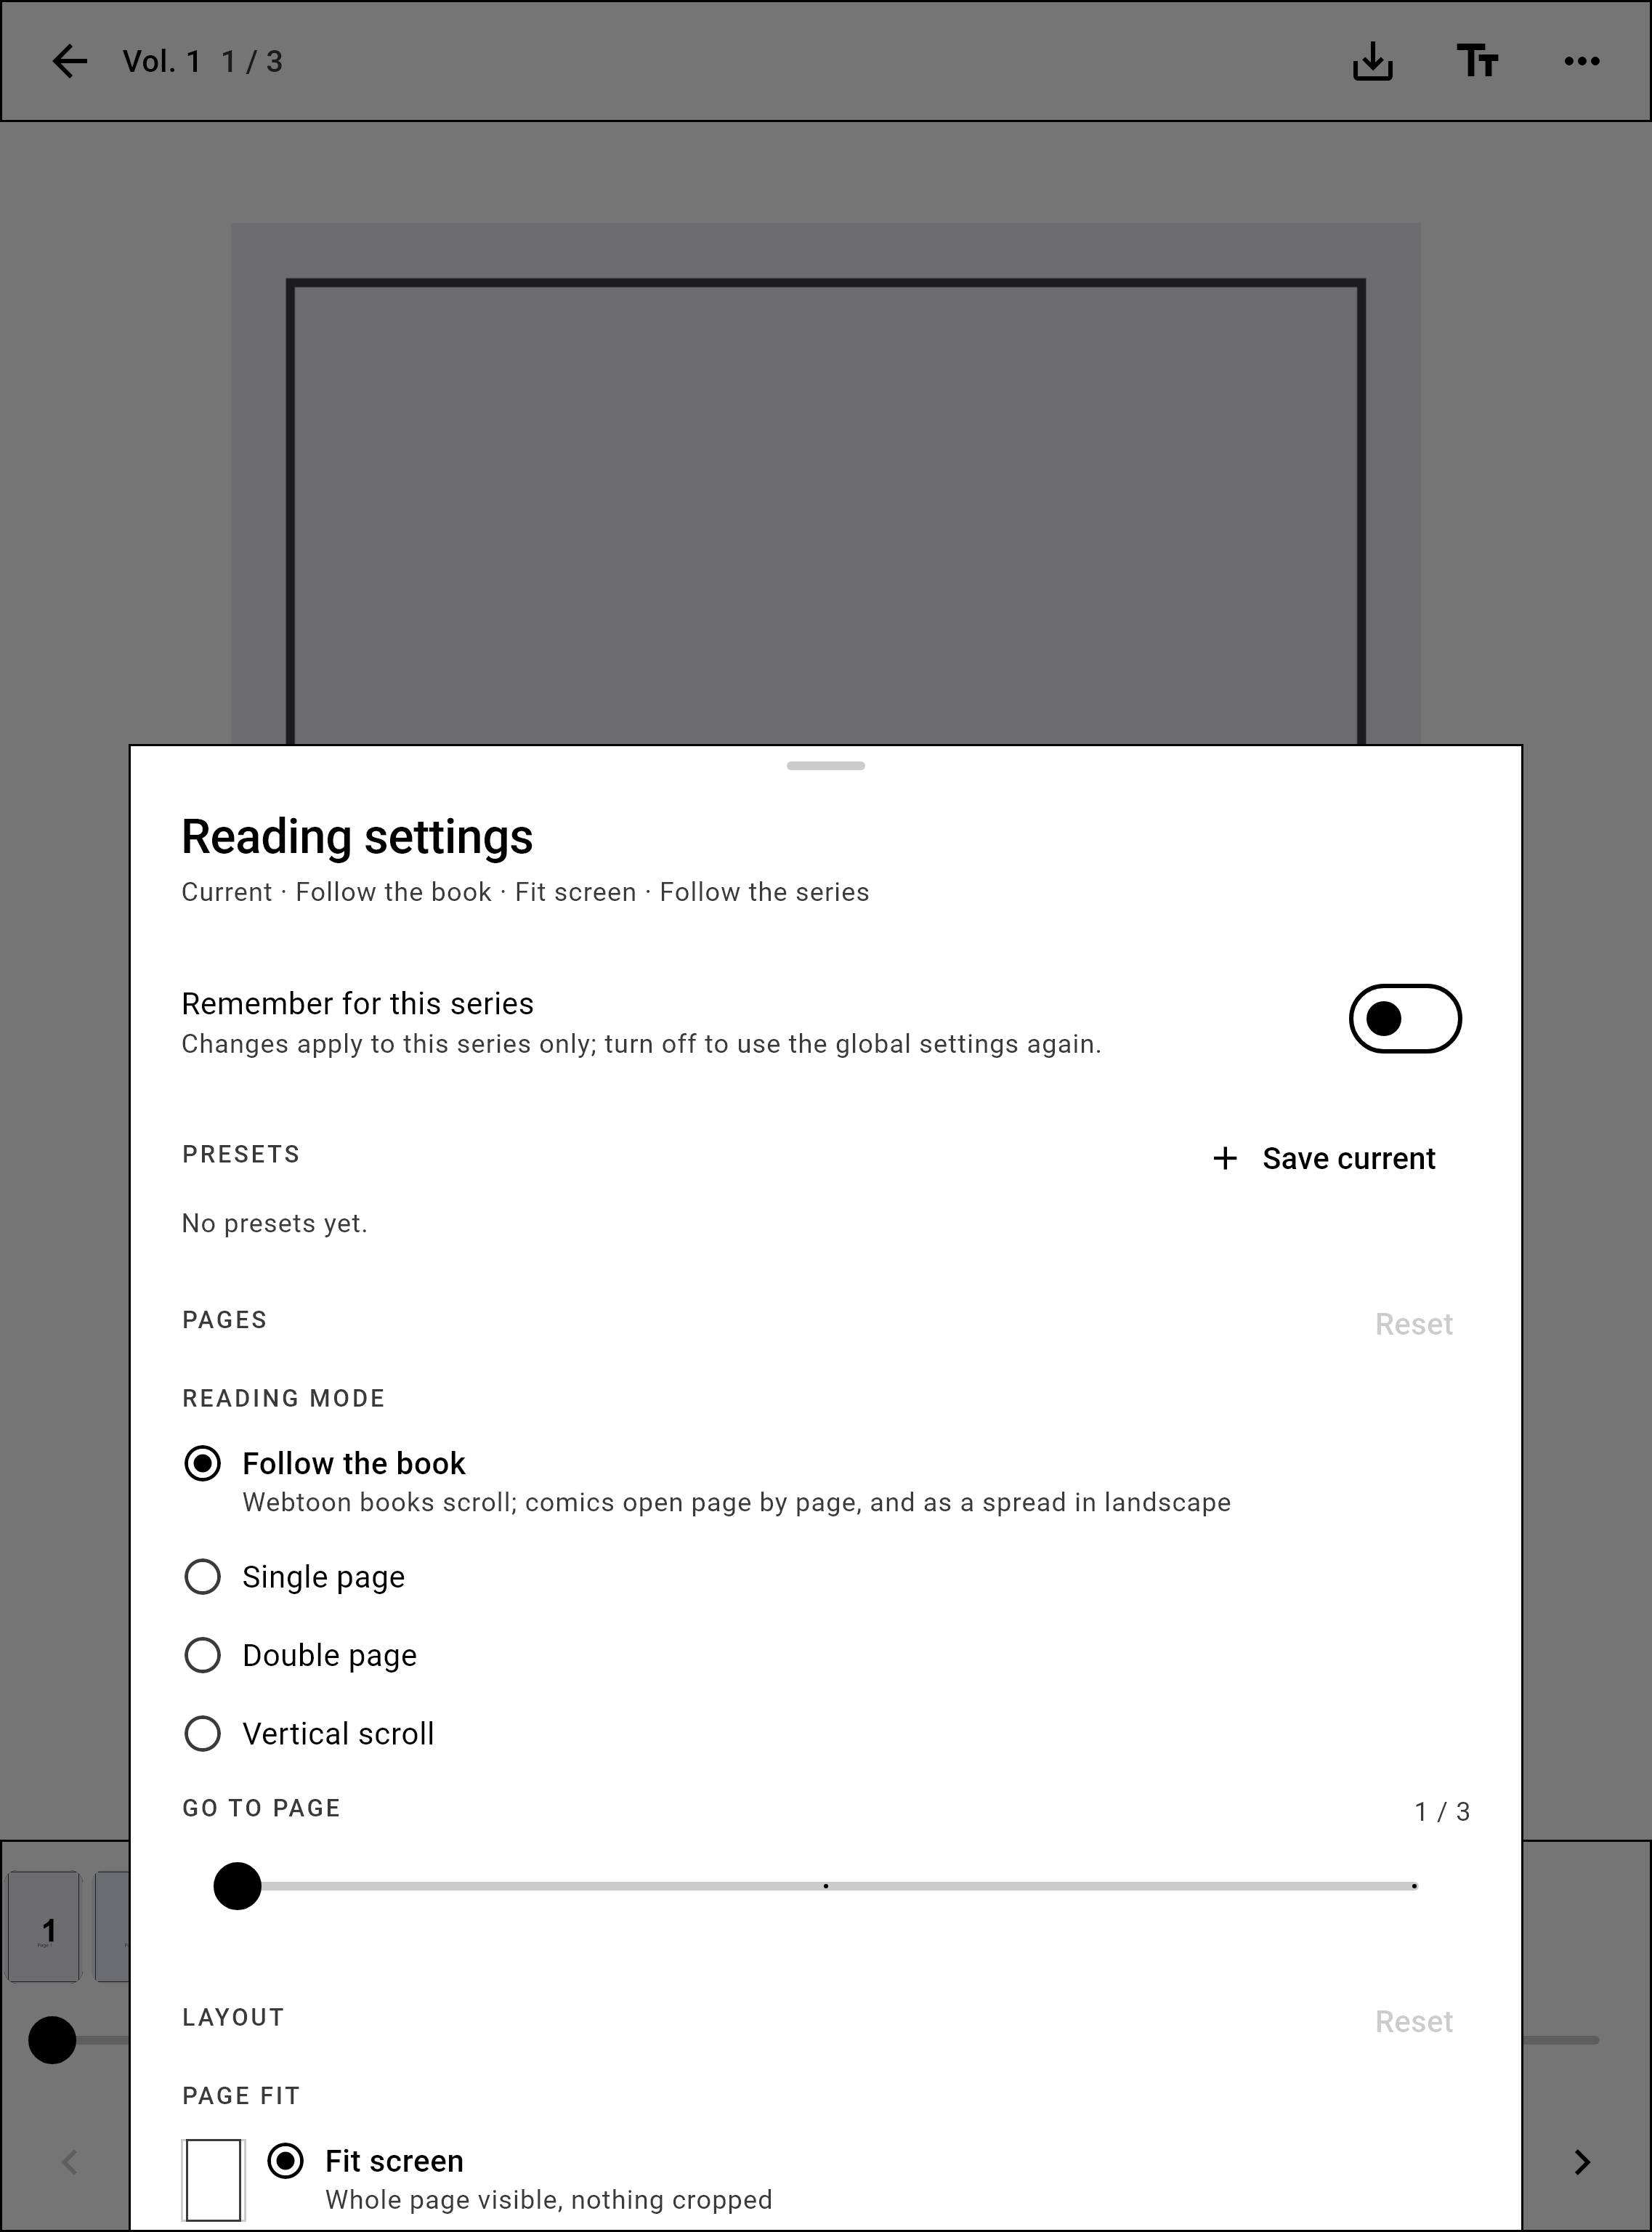 Vol. 1 1 / 3
Reading settings
Current · Follow the book · Fit screen · Follow the series
Remember for this series
Changes apply to this series only; turn off to use the global settings again.
PRESETS
Save current
No presets yet.
PAGES
Reset
READING MODE
Follow the book
Webtoon books scroll; comics open page by page, and as a spread in landscape
Single page
Double page
Vertical scroll
GO TO PAGE
1 / 3
1
Page 1
LAYOUT
Reset
PAGE FIT
Fit screen
Whole page visible, nothing cropped